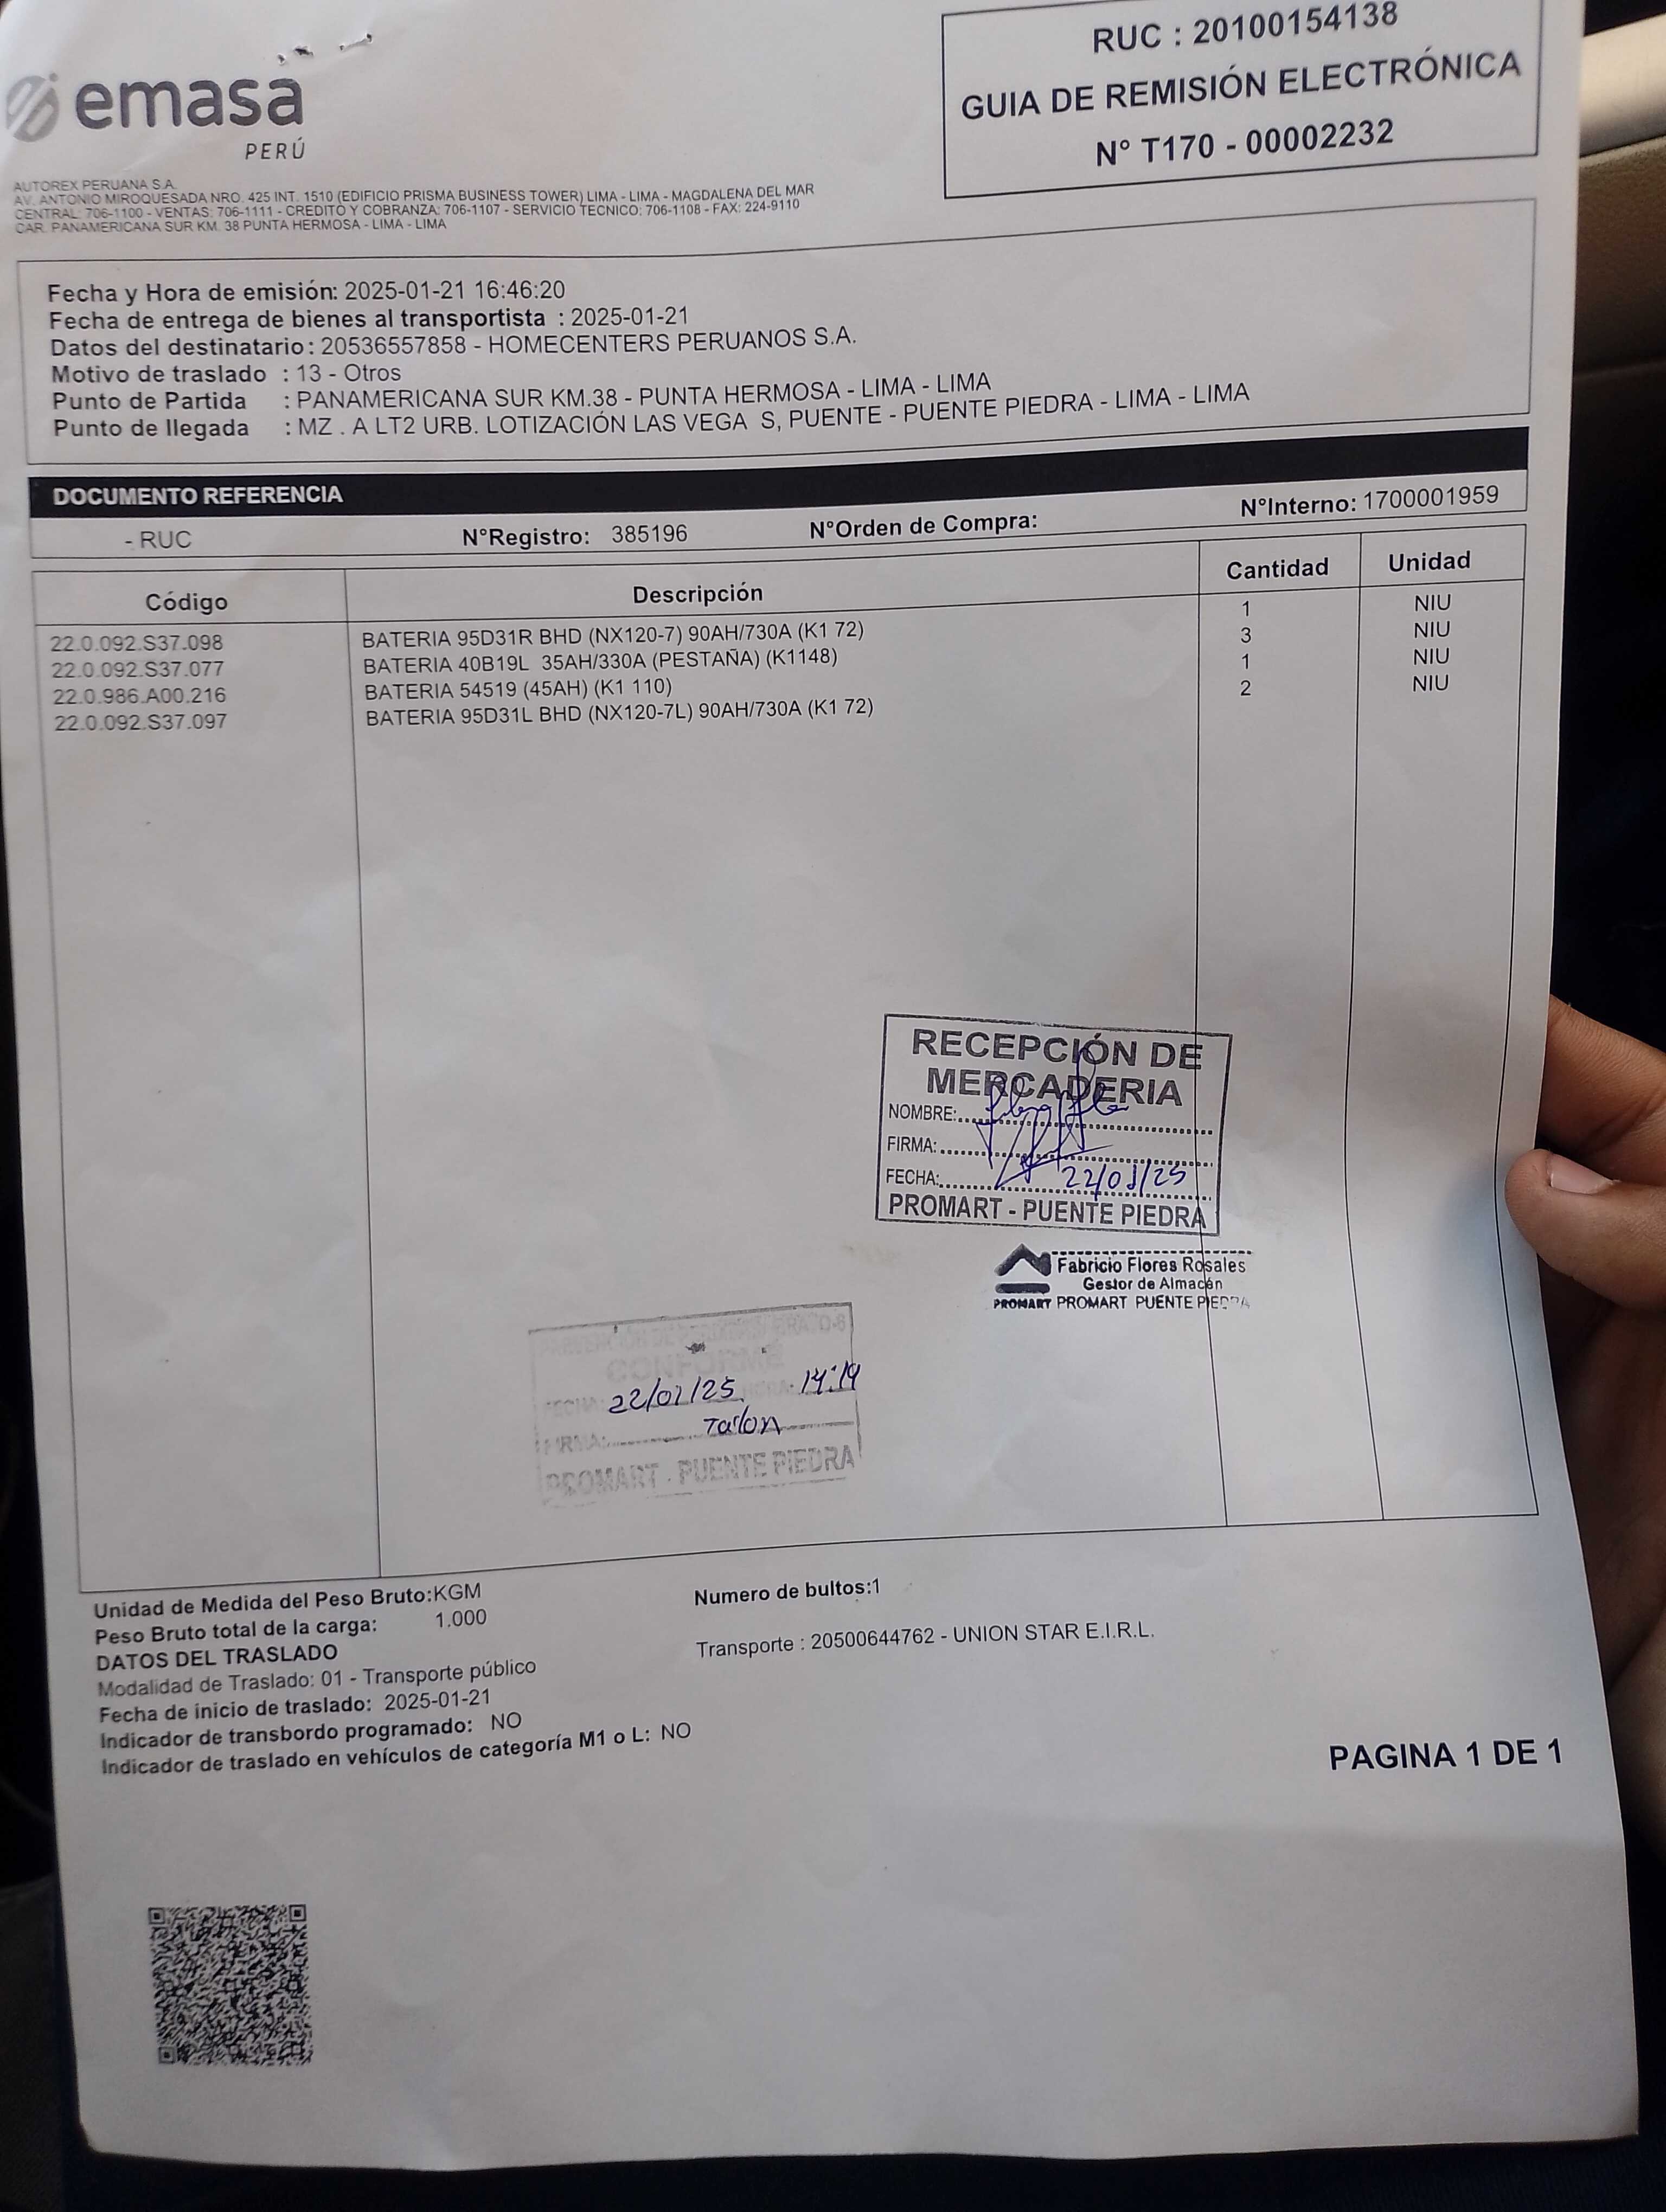 emasa
PERÚ
RUC : 20100154138
GUIA DE REMISIÓN ELECTRÓNICA
N° T170 - 00002232
AUTOREX PERUANA S.A.
AV. ANTONIO MIROQUESADA NRO. 425 INT. 1510 (EDIFICIO PRISMA BUSINESS TOWER) LIMA - LIMA - MAGDALENA DEL MAR
CENTRAL: 706-1100 - VENTAS: 706-1111 - CREDITO Y COBRANZA: 706-1107 - SERVICIO TECNICO: 706-1108 - FAX: 224-9110
CAR. PANAMERICANA SUR KM. 38 PUNTA HERMOSA - LIMA - LIMA
Fecha y Hora de emisión: 2025-01-21 16:46:20
Fecha de entrega de bienes al transportista : 2025-01-21
Datos del destinatario : 20536557858 - HOMECENTERS PERUANOS S.A.
Motivo de traslado : 13 - Otros
Punto de Partida : PANAMERICANA SUR KM.38 - PUNTA HERMOSA - LIMA - LIMA
Punto de llegada : MZ . A LT2 URB. LOTIZACIÓN LAS VEGA S, PUENTE - PUENTE PIEDRA - LIMA - LIMA
DOCUMENTO REFERENCIA
- RUC N°Registro: 385196 N°Orden de Compra: N°Interno: 1700001959
Código Descripción Cantidad Unidad
22.0.092.S37.098 BATERIA 95D31R BHD (NX120-7) 90AH/730A (K1 72) 1 NIU
22.0.092.S37.077 BATERIA 40B19L 35AH/330A (PESTAÑA) (K1148) 3 NIU
22.0.986.A00.216 BATERIA 54519 (45AH) (K1 110) 1 NIU
22.0.092.S37.097 BATERIA 95D31L BHD (NX120-7L) 90AH/730A (K1 72) 2 NIU
RECEPCIÓN DE
MERCADERIA
NOMBRE:
FIRMA:
FECHA: 22/01/25
PROMART - PUENTE PIEDRA
Fabricio Flores Rosales
Gestor de Almacén
PROMART PROMART PUENTE PIEDRA
CONFORME
FECHA: 22/01/25 HORA: 14:14
FIRMA:
PROMART - PUENTE PIEDRA
Unidad de Medida del Peso Bruto:KGM Numero de bultos:1
Peso Bruto total de la carga: 1.000
DATOS DEL TRASLADO Transporte : 20500644762 - UNION STAR E.I.R.L.
Modalidad de Traslado: 01 - Transporte público
Fecha de inicio de traslado: 2025-01-21
Indicador de transbordo programado: NO
Indicador de traslado en vehículos de categoría M1 o L: NO
PAGINA 1 DE 1